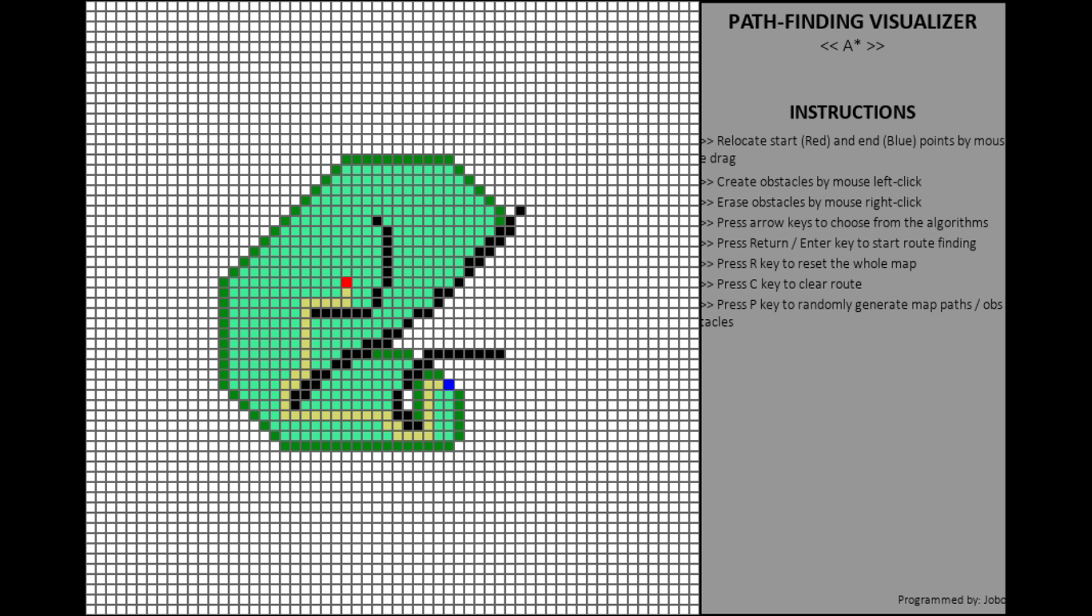 PATH-FINDING VISUALIZER
<< A* >>
INSTRUCTIONS
>> Relocate start (Red) and end (Blue) points by mous
e drag
>> Create obstacles by mouse left-click
>> Erase obstacles by mouse right-click
>> Press arrow keys to choose from the algorithms
>> Press Return / Enter key to start route finding
>> Press R key to reset the whole map
>> Press C key to clear route
>> Press P key to randomly generate map paths / obs
tacles
Programmed by: Jobo